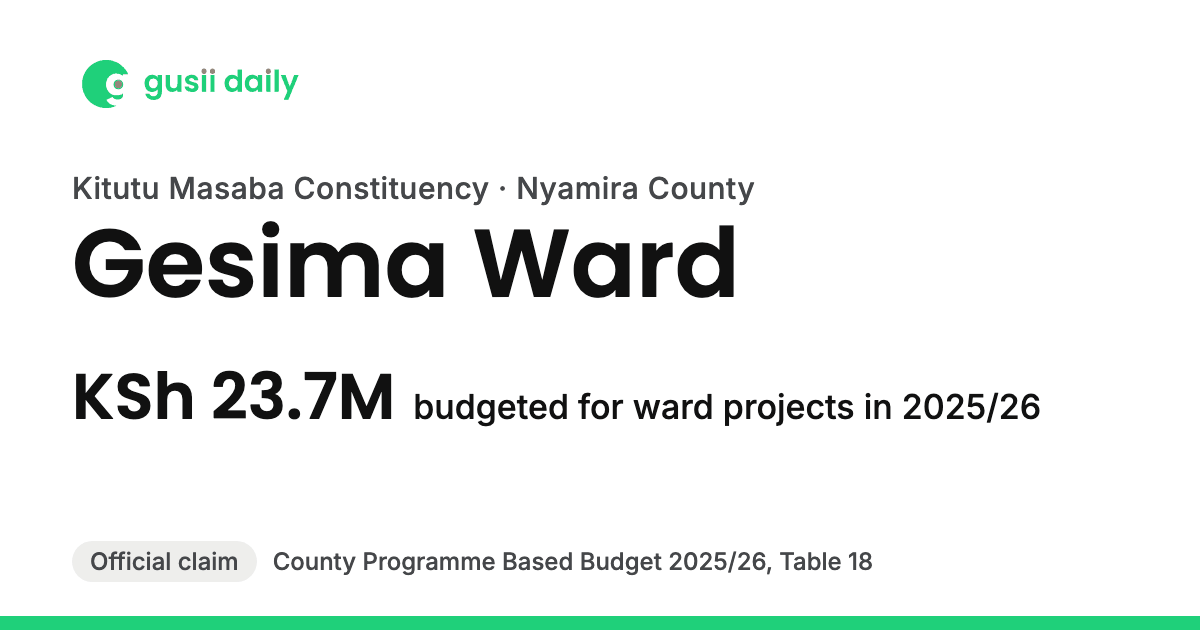 gusii daily
Kitutu Masaba Constituency · Nyamira County
Gesima Ward
KSh 23.7M budgeted for ward projects in 2025/26
Official claim County Programme Based Budget 2025/26, Table 18